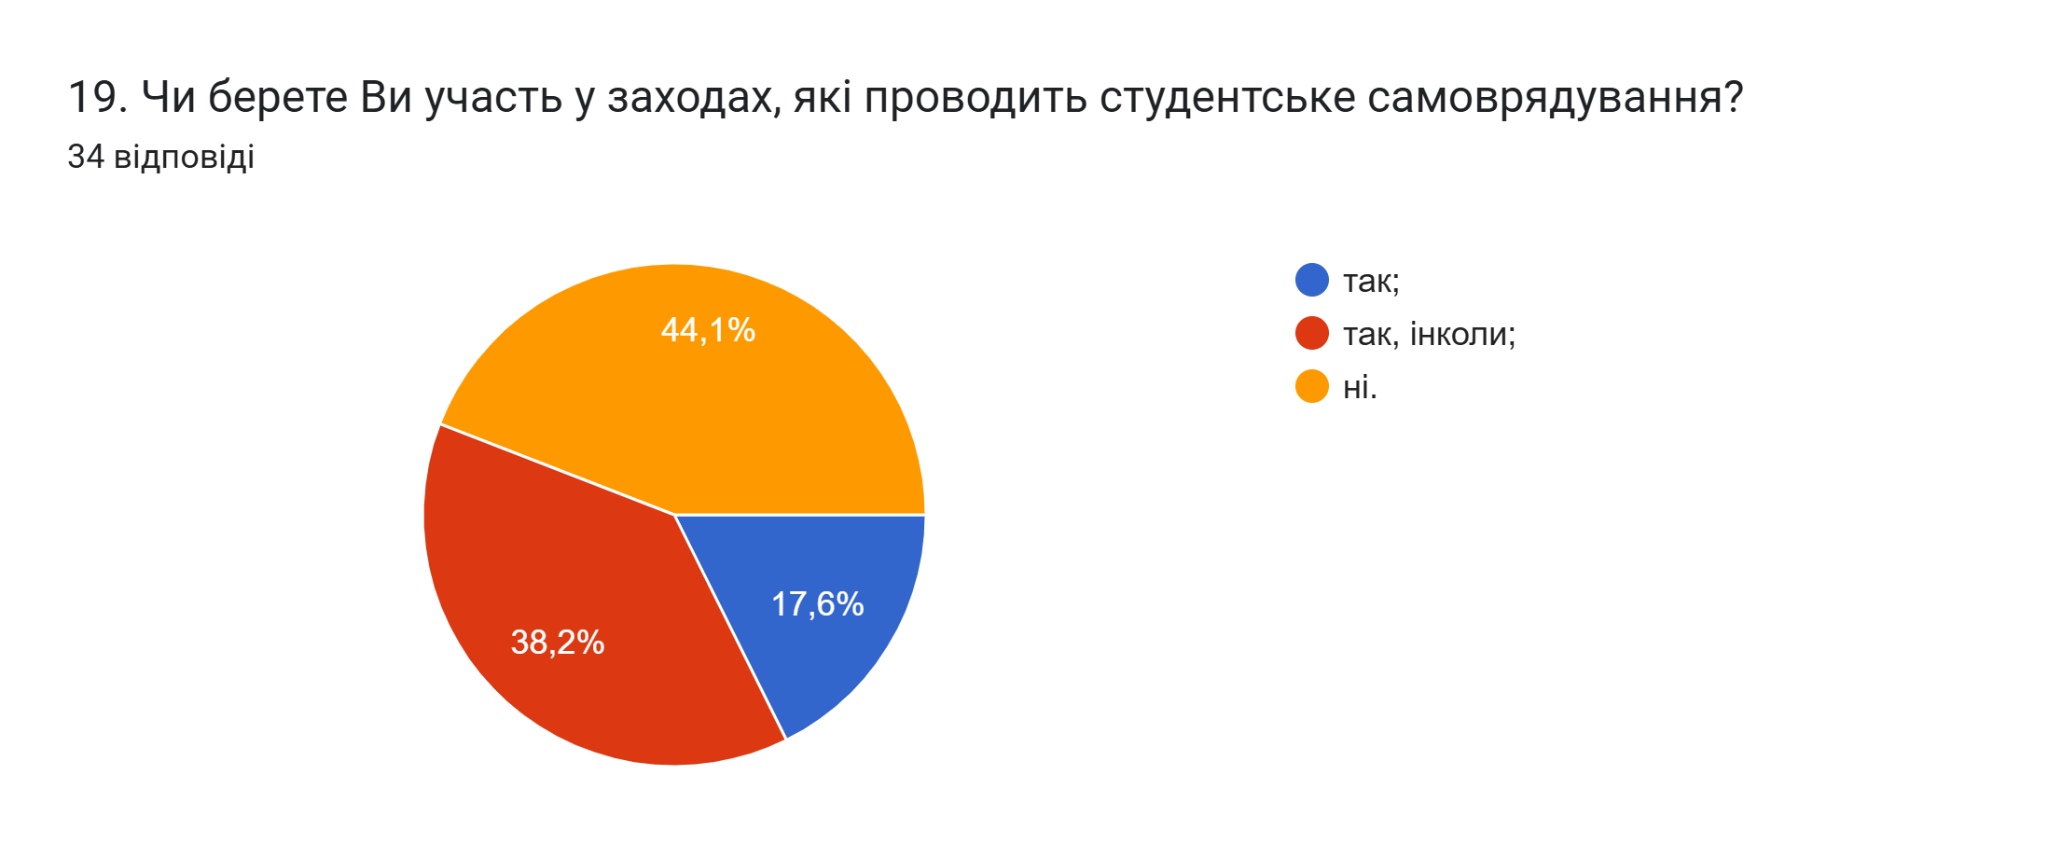 19. Чи берете Ви участь у заходах, які проводить студентське самоврядування?
34 відповіді
так;
так, інколи;
ні.
44,1%
17,6%
38,2%